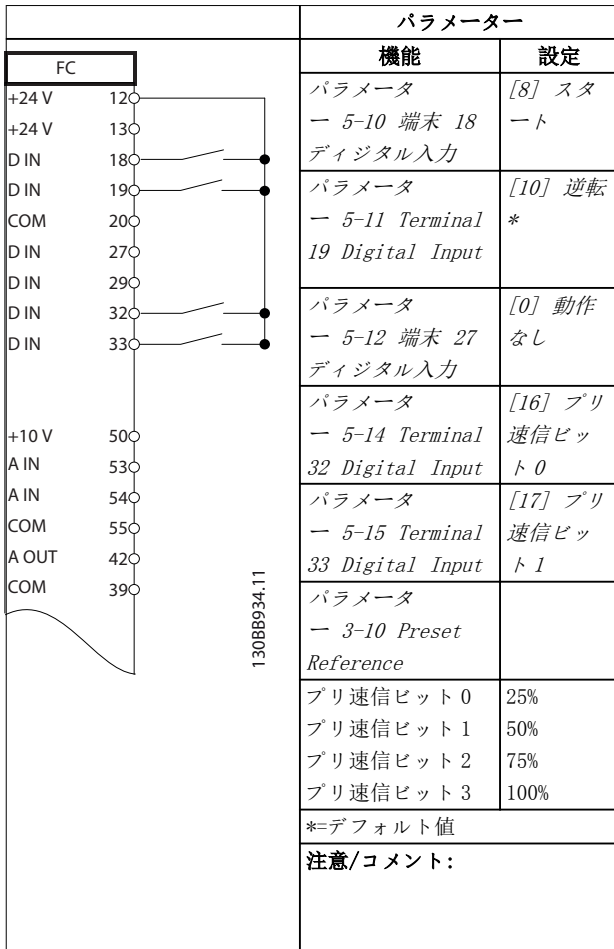 パラメーター
機能 設定
FC
+24 V 12
+24 V 13
D IN 18
D IN 19
COM 20
D IN 27
D IN 29
D IN 32
D IN 33
+10 V 50
A IN 53
A IN 54
COM 55
A OUT 42
COM 39
130BB934.11
パラメータ
ー 5-10 端末 18
ディジタル入力
[8] スタ
ート
パラメータ
ー 5-11 Terminal
19 Digital Input
[10] 逆転
*
パラメータ
ー 5-12 端末 27
ディジタル入力
[0] 動作
なし
パラメータ
ー 5-14 Terminal
32 Digital Input
[16] プリ
速信ビッ
ト 0
パラメータ
ー 5-15 Terminal
33 Digital Input
[17] プリ
速信ビッ
ト 1
パラメータ
ー 3-10 Preset
Reference
プリ速信ビット 0 25%
プリ速信ビット 1 50%
プリ速信ビット 2 75%
プリ速信ビット 3 100%
*=デフォルト値
注意/コメント: